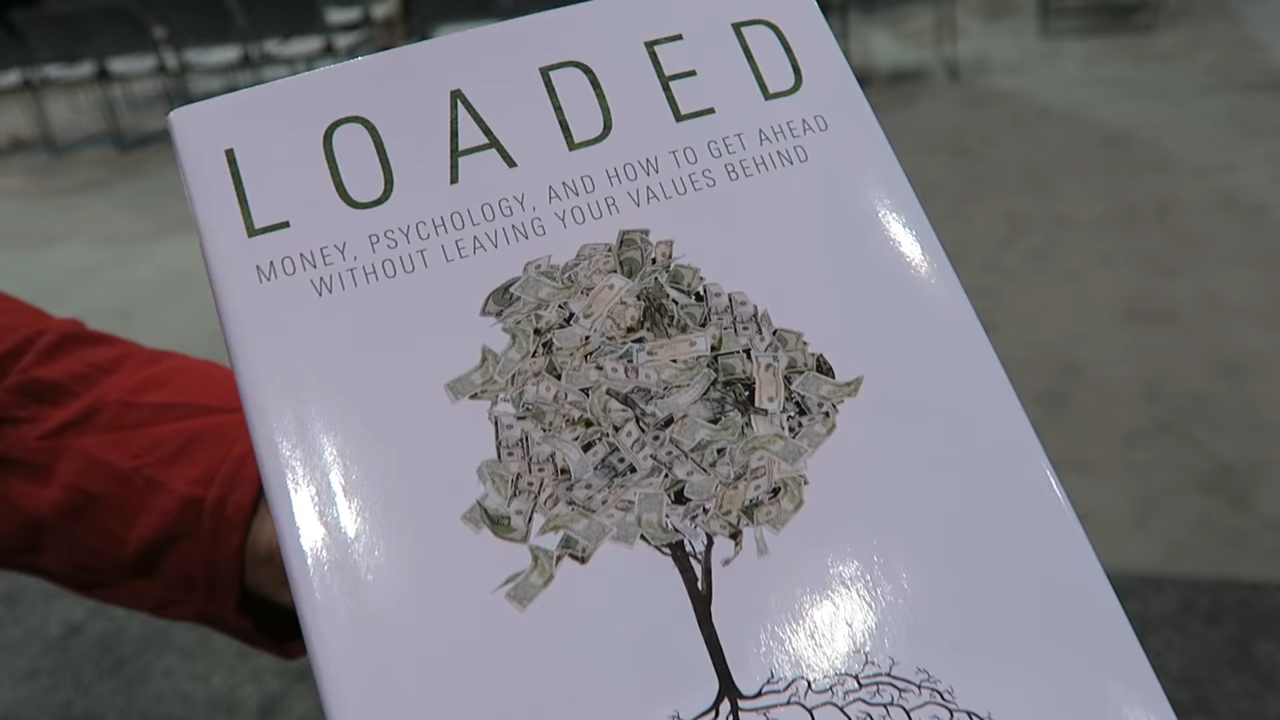 LOADED
MONEY, PSYCHOLOGY, AND HOW TO GET AHEAD
WITHOUT LEAVING YOUR VALUES BEHIND